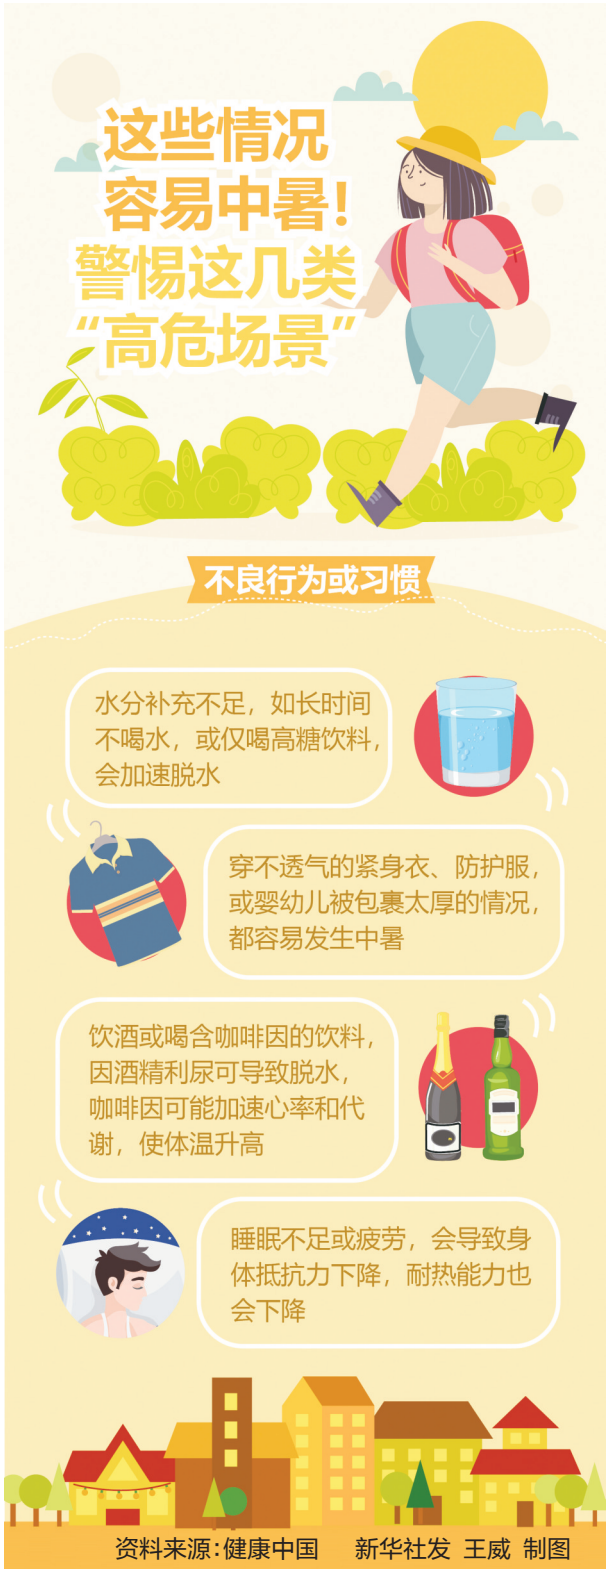 这些情况
容易中暑！
警惕这几类
“高危场景”
不良行为或习惯
水分补充不足，如长时间
不喝水，或仅喝高糖饮料，
会加速脱水
穿不透气的紧身衣、防护服，
或婴幼儿被包裹太厚的情况，
都容易发生中暑
饮酒或喝含咖啡因的饮料，
因酒精利尿可导致脱水，
咖啡因可能加速心率和代
谢，使体温升高
睡眠不足或疲劳，会导致身
体抵抗力下降，耐热能力也
会下降
资料来源：健康中国 新华社发 王威 制图